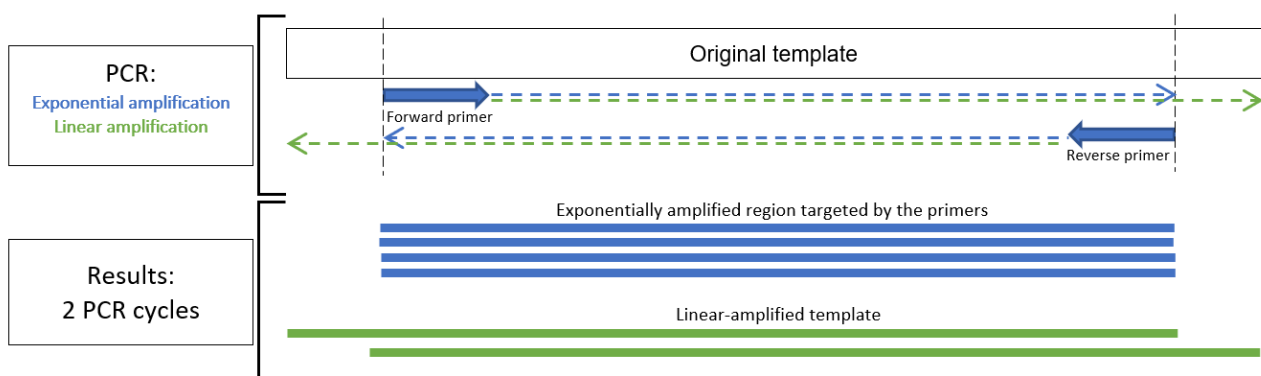 Original template
PCR:
Exponential amplification
Linear amplification
Forward primer
Reverse primer
Exponentially amplified region targeted by the primers
Results:
2 PCR cycles
Linear-amplified template